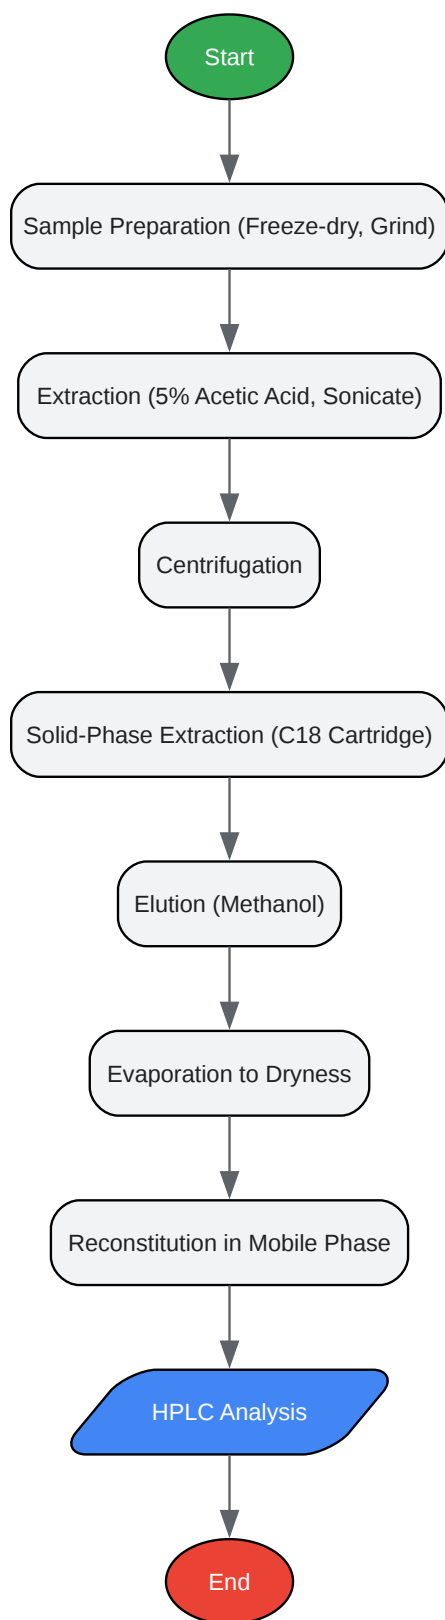 Start
Sample Preparation (Freeze-dry, Grind)
Extraction (5% Acetic Acid, Sonicate)
Centrifugation
Solid-Phase Extraction (C18 Cartridge)
Elution (Methanol)
Evaporation to Dryness
Reconstitution in Mobile Phase
HPLC Analysis
End